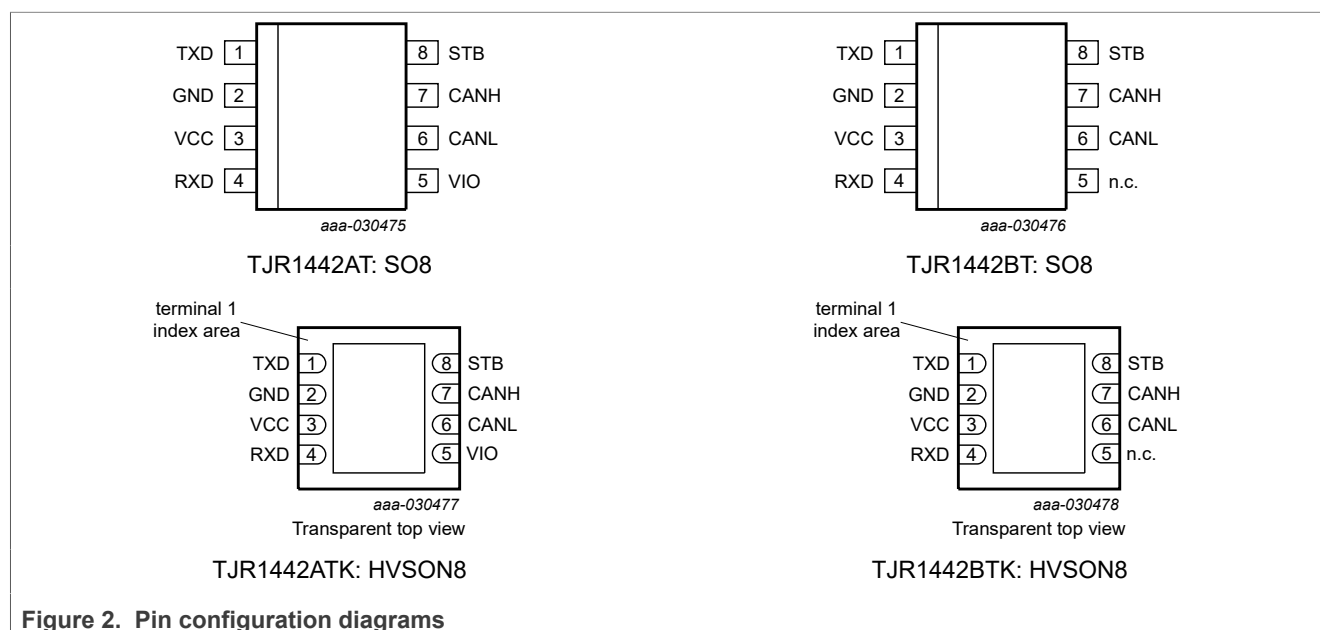 TXD 1 8 STB
GND 2 7 CANH
VCC 3 6 CANL
RXD 4 5 VIO
aaa-030475
TJR1442AT: SO8
TXD 1 8 STB
GND 2 7 CANH
VCC 3 6 CANL
RXD 4 5 n.c.
aaa-030476
TJR1442BT: SO8
terminal 1
index area
TXD 1 8 STB
GND 2 7 CANH
VCC 3 6 CANL
RXD 4 5 VIO
aaa-030477
Transparent top view
TJR1442ATK: HVSON8
terminal 1
index area
TXD 1 8 STB
GND 2 7 CANH
VCC 3 6 CANL
RXD 4 5 n.c.
aaa-030478
Transparent top view
TJR1442BTK: HVSON8
Figure 2. Pin configuration diagrams